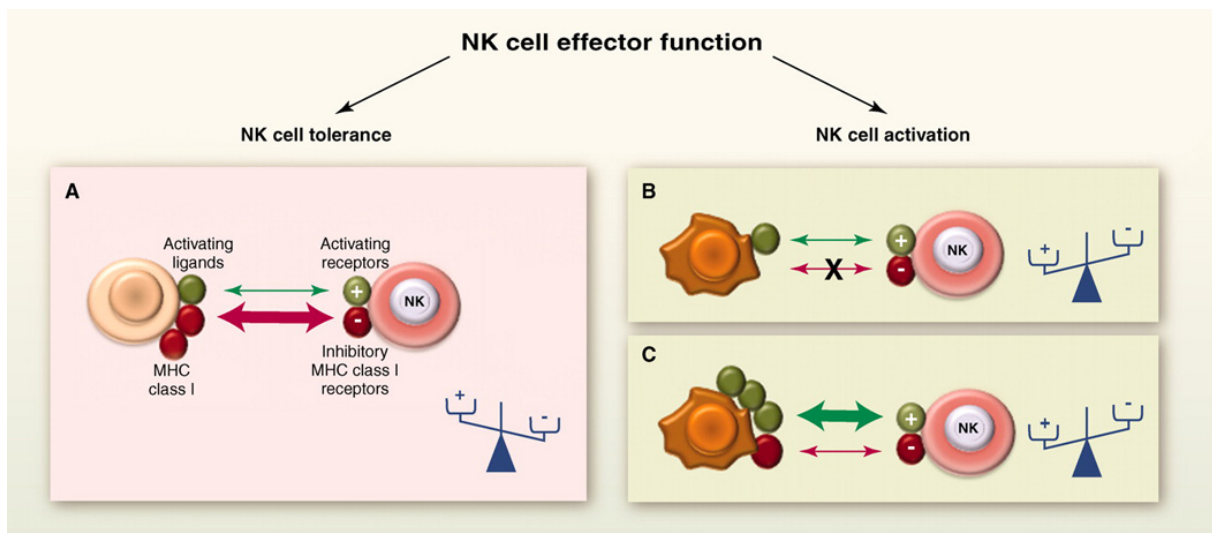 NK cell effector function
NK cell tolerance
NK cell activation
A
Activating
ligands
Activating
receptors
+
-
NK
MHC
class I
Inhibitory
MHC class I
receptors
+
-
B
X
+
-
NK
+
-
C
+
-
NK
+
-